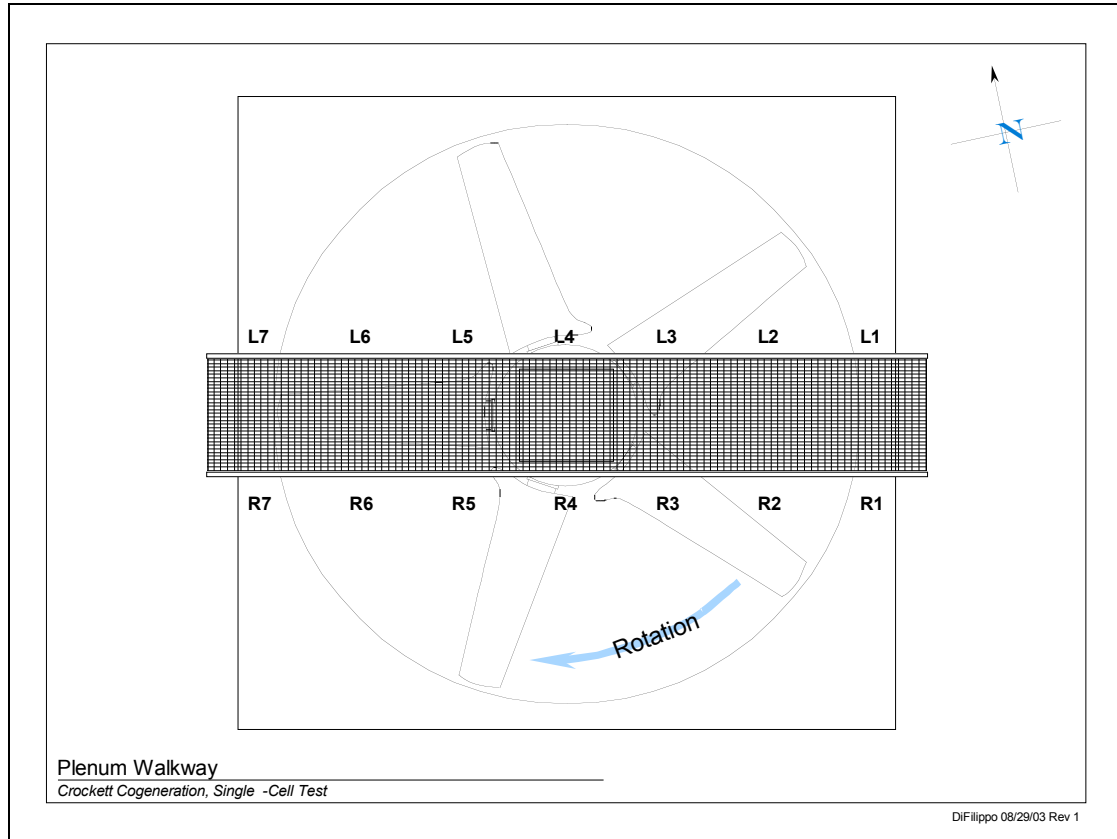 N
L7 L6 L5 L4 L3 L2 L1
R7 R6 R5 R4 R3 R2 R1
Rotation
Plenum Walkway
Crockett Cogeneration, Single -Cell Test
DiFilippo 08/29/03 Rev 1